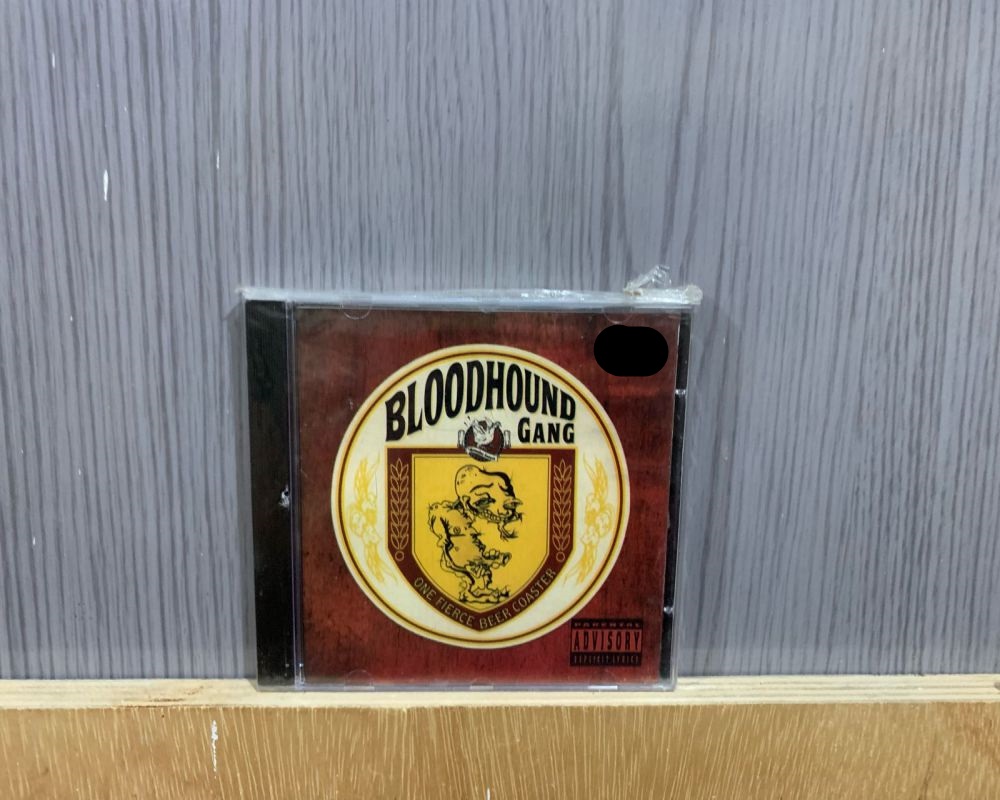 BLOODHOUND
GANG
ONE FIERCE BEER COASTER
PARENTAL
ADVISORY
EXPLICIT LYRICS